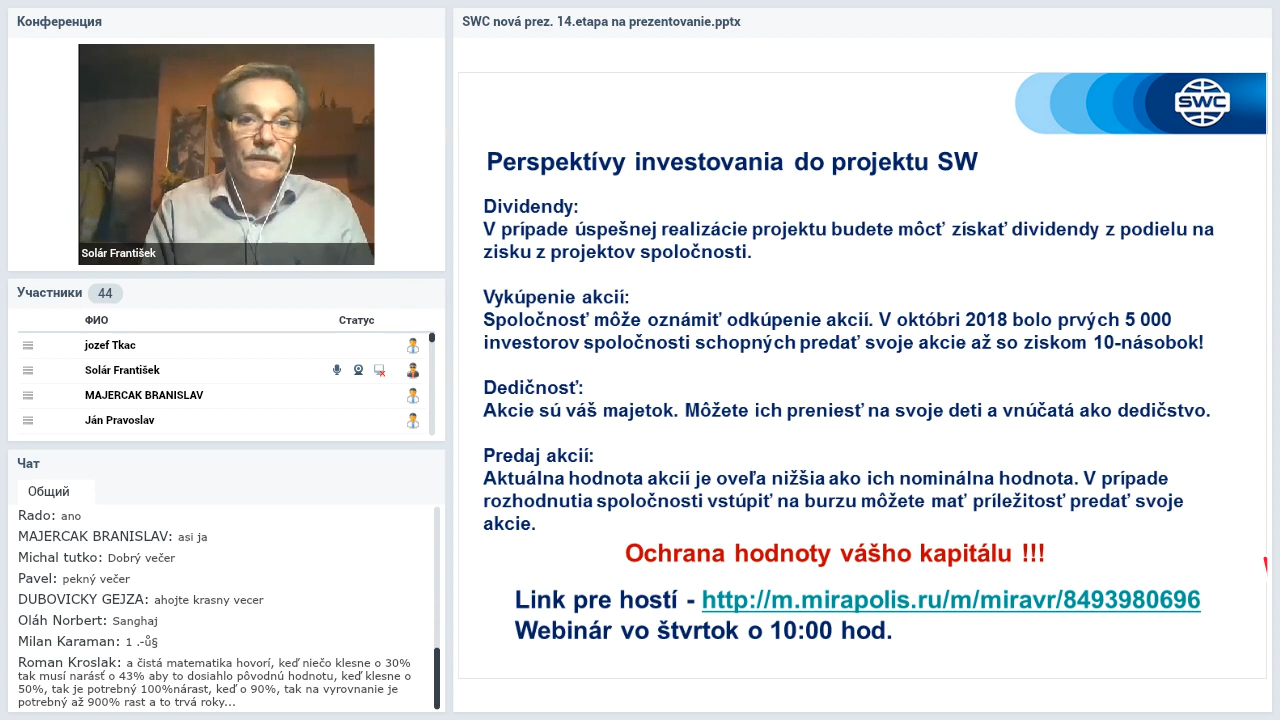 Конференция
Solár František
Участники 44
ФИО Статус
jozef Tkac
Solár František
MAJERCAK BRANISLAV
Ján Pravoslav
Чат
Общий
Rado: ano
MAJERCAK BRANISLAV: asi ja
Michal tutko: Dobrý večer
Pavel: pekný večer
DUBOVICKY GEJZA: ahojte krasny vecer
Oláh Norbert: Sanghaj
Milan Karaman: 1 .-ů§
Roman Kroslak: a čistá matematika hovorí, keď niečo klesne o 30%
tak musí narásť o 43% aby to dosiahlo pôvodnú hodnotu, keď klesne o
50%, tak je potrebný 100%nárast, keď o 90%, tak na vyrovnanie je
potrebný až 900% rast a to trvá roky...
SWC nová prez. 14.etapa na prezentovanie.pptx
SWC
Perspektívy investovania do projektu SW
Dividendy:
V prípade úspešnej realizácie projektu budete môcť získať dividendy z podielu na
zisku z projektov spoločnosti.
Vykúpenie akcií:
Spoločnosť môže oznámiť odkúpenie akcií. V októbri 2018 bolo prvých 5 000
investorov spoločnosti schopných predať svoje akcie až so ziskom 10-násobok!
Dedičnosť:
Akcie sú váš majetok. Môžete ich preniesť na svoje deti a vnúčatá ako dedičstvo.
Predaj akcií:
Aktuálna hodnota akcií je oveľa nižšia ako ich nominálna hodnota. V prípade
rozhodnutia spoločnosti vstúpiť na burzu môžete mať príležitosť predať svoje
akcie.
Ochrana hodnoty vášho kapitálu !!!
Link pre hostí - http://m.mirapolis.ru/m/miravr/8493980696
Webinár vo štvrtok o 10:00 hod.